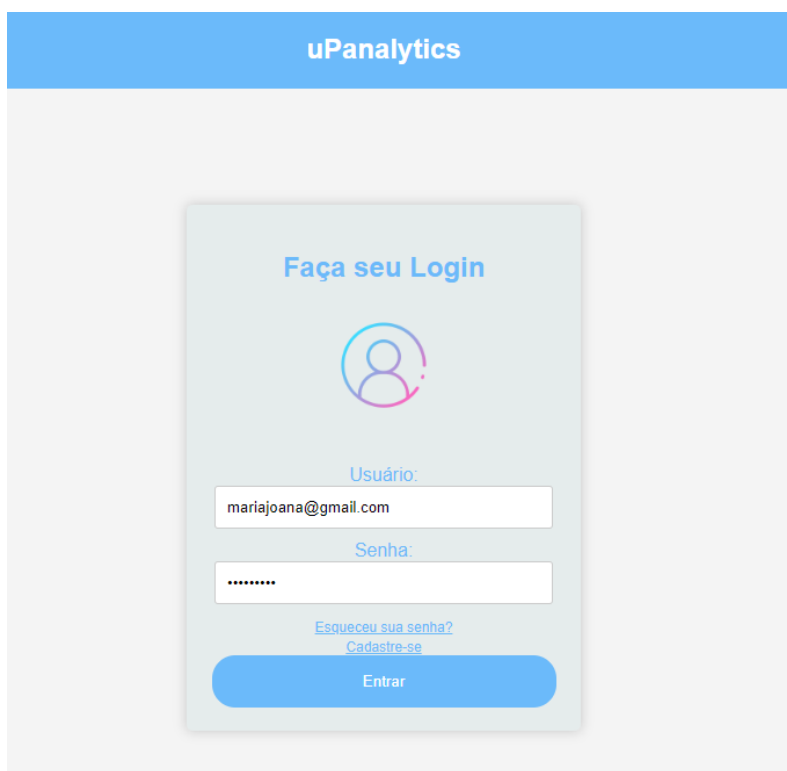 uPanalytics
Faça seu Login
Usuário:
mariajoana@gmail.com
Senha:
•••••••••
Esqueceu sua senha?
Cadastre-se
Entrar